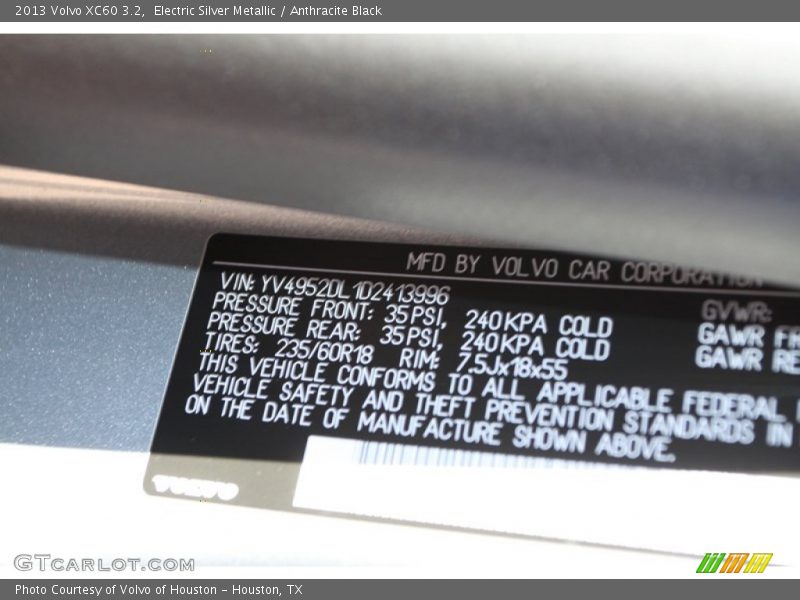 2013 Volvo XC60 3.2, Electric Silver Metallic / Anthracite Black
MFD BY VOLVO CAR CORPORATION
VIN: YV4952DL1D2413996
PRESSURE FRONT: 35PSI, 240KPA COLD
PRESSURE REAR: 35PSI, 240KPA COLD
TIRES: 235/60R18 RIM: 7.5Jx18x55
THIS VEHICLE CONFORMS TO ALL APPLICABLE FEDERAL
VEHICLE SAFETY AND THEFT PREVENTION STANDARDS IN
ON THE DATE OF MANUFACTURE SHOWN ABOVE.
GVWR:
GAWR FR
GAWR RE
VOLVO
GTCARLOT.COM
Photo Courtesy of Volvo of Houston - Houston, TX